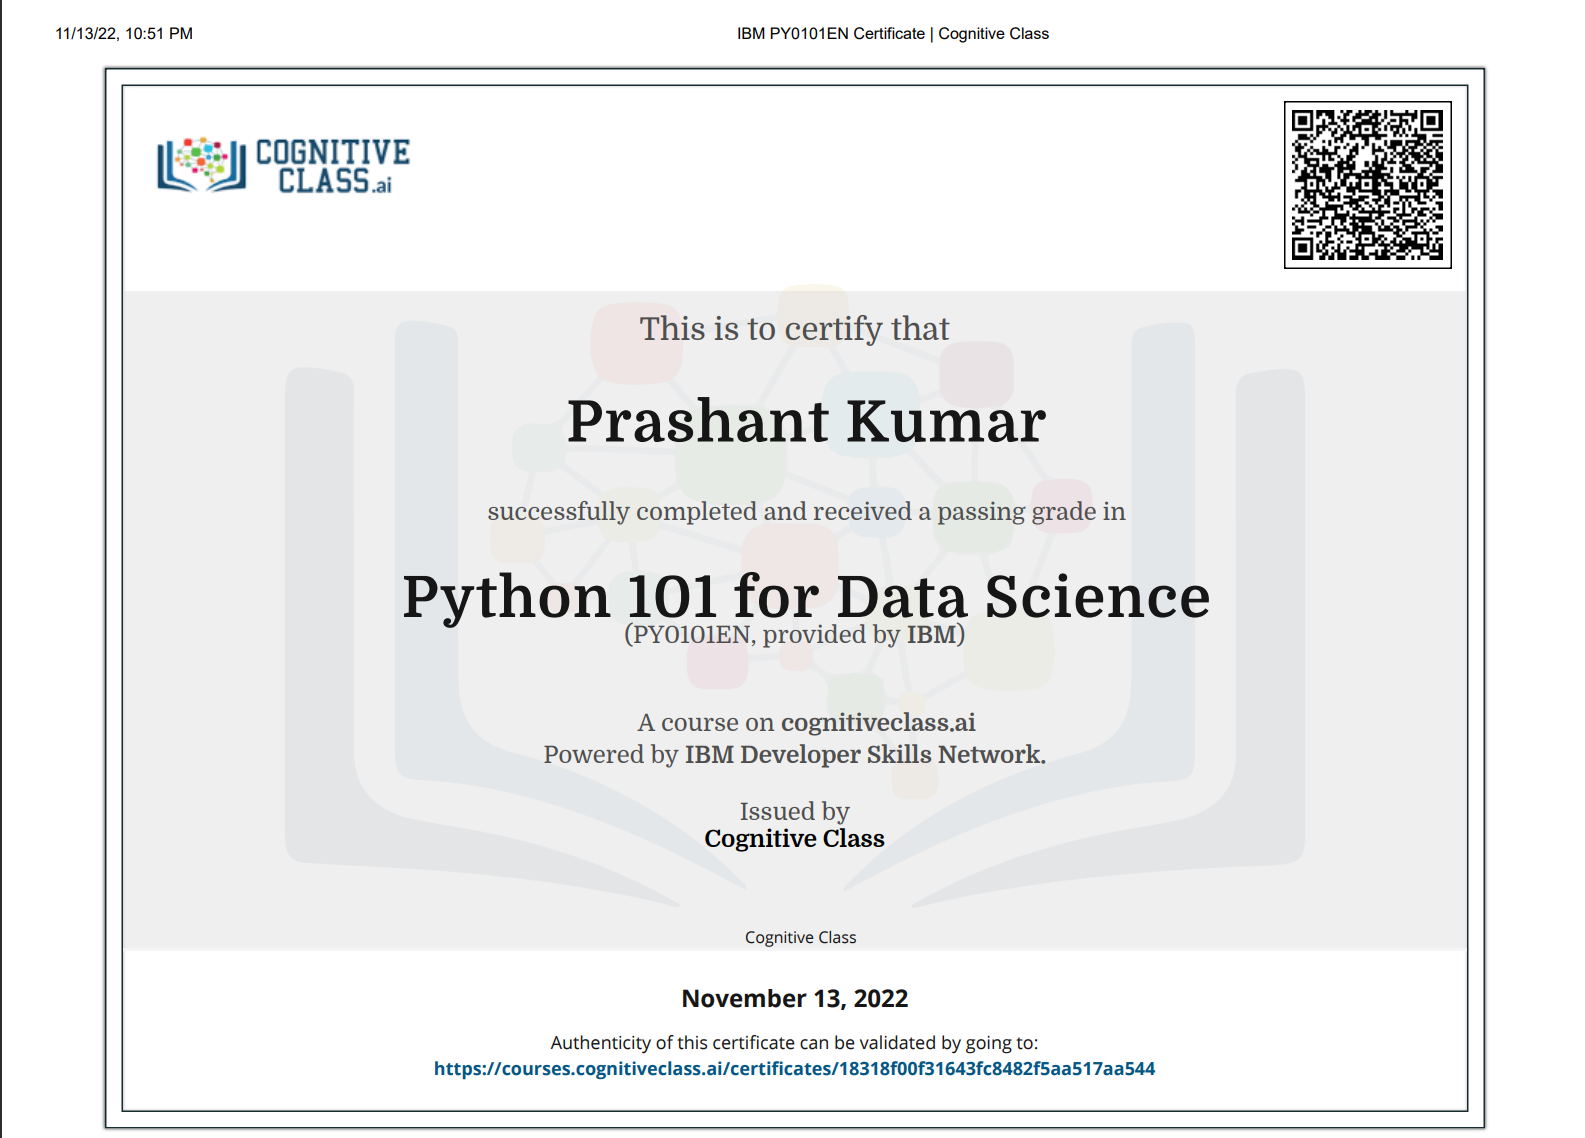 11/13/22, 10:51 PM
IBM PY0101EN Certificate | Cognitive Class
COGNITIVE
CLASS.ai
This is to certify that
Prashant Kumar
successfully completed and received a passing grade in
Python 101 for Data Science
(PY0101EN, provided by IBM)
A course on cognitiveclass.ai
Powered by IBM Developer Skills Network.
Issued by
Cognitive Class
Cognitive Class
November 13, 2022
Authenticity of this certificate can be validated by going to:
https://courses.cognitiveclass.ai/certificates/18318f00f31643fc8482f5aa517aa544